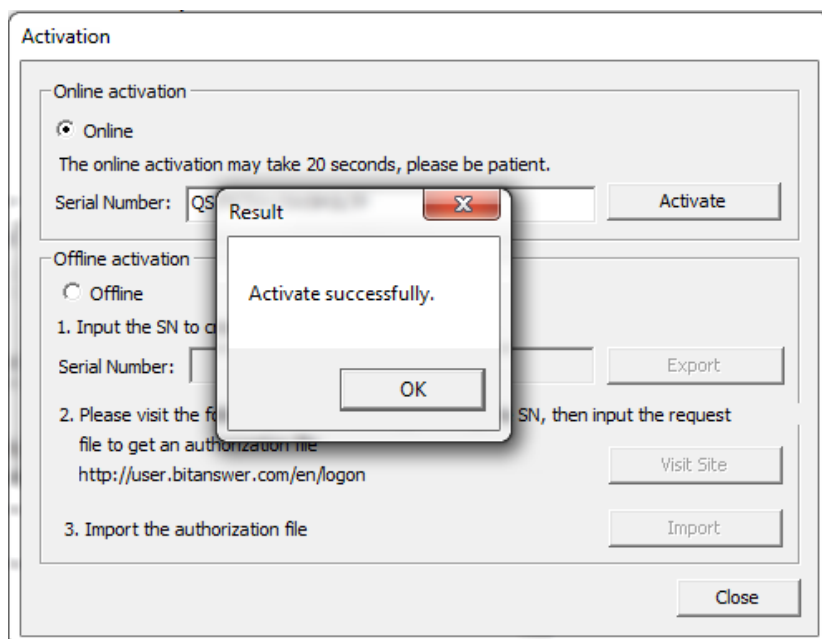 Activation
Online activation
Online
The online activation may take 20 seconds, please be patient.
Serial Number: QS
Activate
Result
Activate successfully.
OK
Offline activation
Offline
1. Input the SN to
Serial Number:
Export
2. Please visit the SN, then input the request
file to get an authorization file
http://user.bitanswer.com/en/logon
Visit Site
3. Import the authorization file
Import
Close